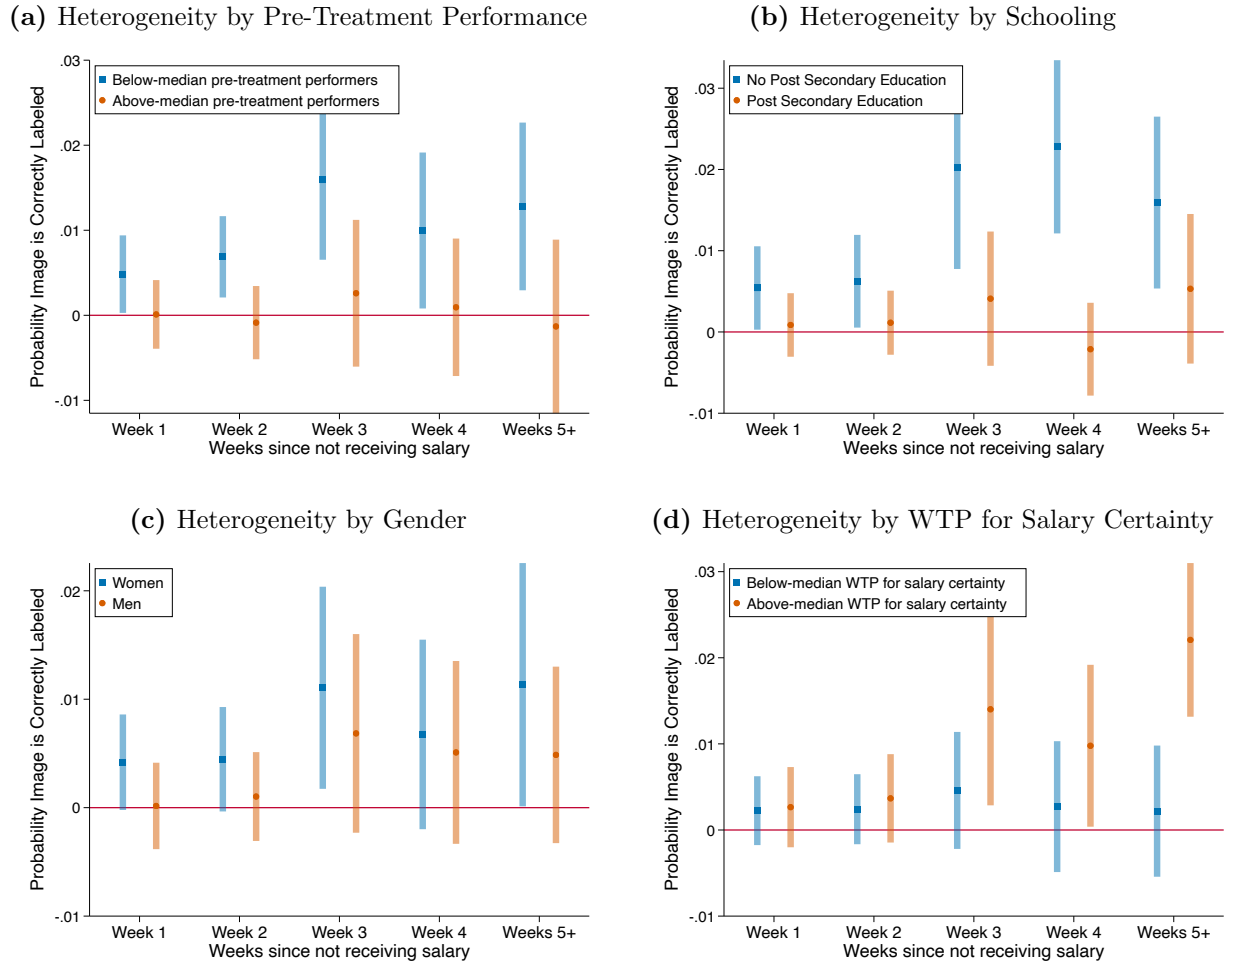 (a) Heterogeneity by Pre-Treatment Performance
Probability Image is Correctly Labeled
.03
.02
.01
0
-.01
Below-median pre-treatment performers
Above-median pre-treatment performers
Week 1 Week 2 Week 3 Week 4 Weeks 5+
Weeks since not receiving salary
(b) Heterogeneity by Schooling
Probability Image is Correctly Labeled
.03
.02
.01
0
-.01
No Post Secondary Education
Post Secondary Education
Week 1 Week 2 Week 3 Week 4 Weeks 5+
Weeks since not receiving salary
(c) Heterogeneity by Gender
Probability Image is Correctly Labeled
.02
.01
0
-.01
Women
Men
Week 1 Week 2 Week 3 Week 4 Weeks 5+
Weeks since not receiving salary
(d) Heterogeneity by WTP for Salary Certainty
Probability Image is Correctly Labeled
.03
.02
.01
0
-.01
Below-median WTP for salary certainty
Above-median WTP for salary certainty
Week 1 Week 2 Week 3 Week 4 Weeks 5+
Weeks since not receiving salary